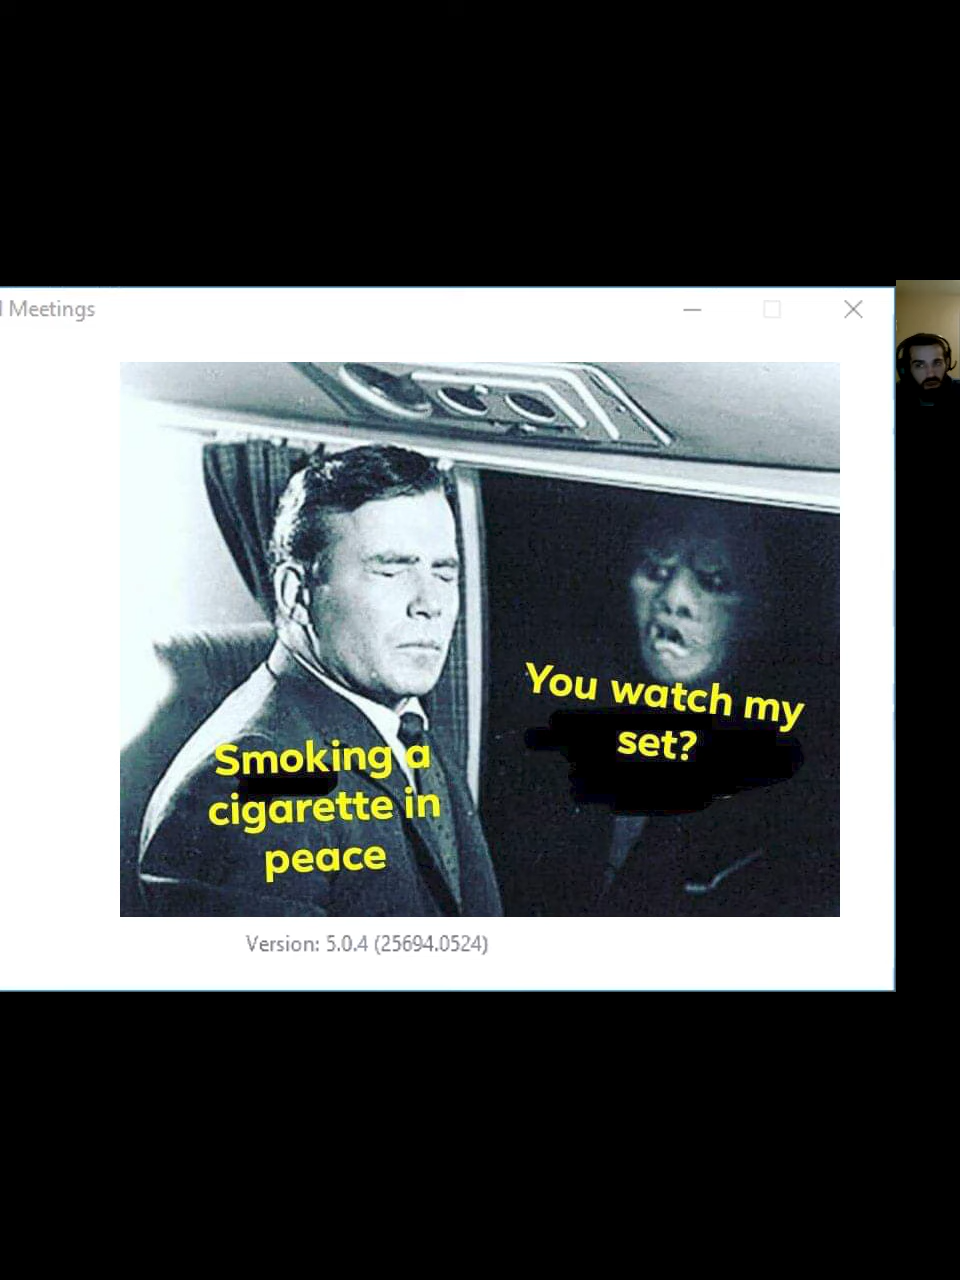 Meetings
Smoking a
cigarette in
peace
You watch my
set?
Version: 5.0.4 (25694.0524)